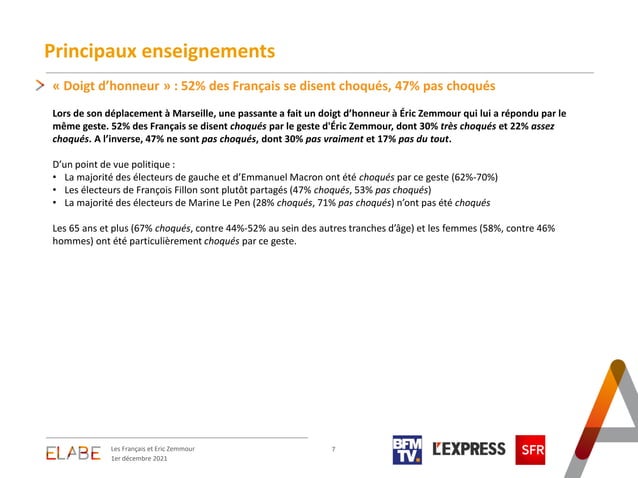 Principaux enseignements
« Doigt d’honneur » : 52% des Français se disent choqués, 47% pas choqués
Lors de son déplacement à Marseille, une passante a fait un doigt d’honneur à Éric Zemmour qui lui a répondu par le
même geste. 52% des Français se disent choqués par le geste d'Éric Zemmour, dont 30% très choqués et 22% assez
choqués. A l’inverse, 47% ne sont pas choqués, dont 30% pas vraiment et 17% pas du tout.
D’un point de vue politique :
• La majorité des électeurs de gauche et d’Emmanuel Macron ont été choqués par ce geste (62%-70%)
• Les électeurs de François Fillon sont plutôt partagés (47% choqués, 53% pas choqués)
• La majorité des électeurs de Marine Le Pen (28% choqués, 71% pas choqués) n’ont pas été choqués
Les 65 ans et plus (67% choqués, contre 44%-52% au sein des autres tranches d’âge) et les femmes (58%, contre 46%
hommes) ont été particulièrement choqués par ce geste.
ELABE
Les Français et Eric Zemmour
1er décembre 2021
7
BFM
TV.
L'EXPRESS
SFR